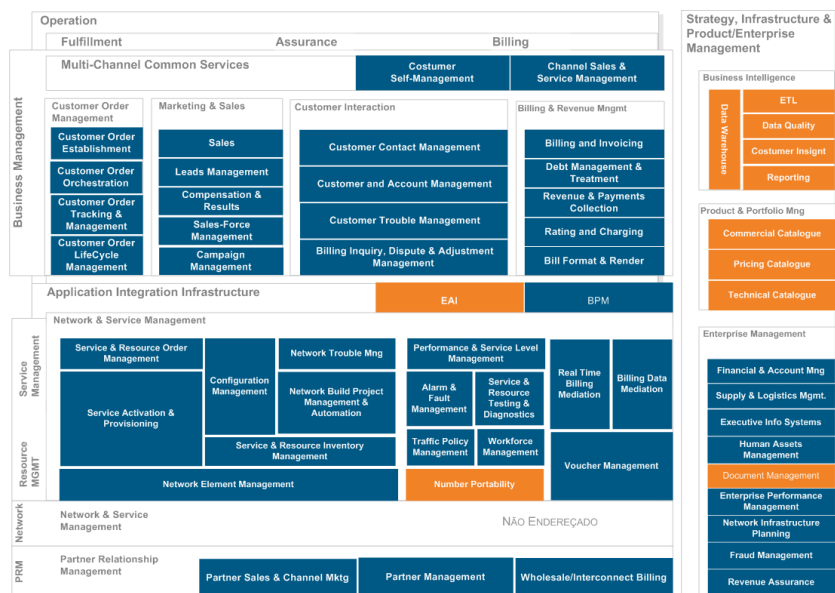 Operation
Fulfillment
Assurance
Billing
Business Management
Multi-Channel Common Services
Costumer
Self-Management
Channel Sales &
Service Management
Customer Order
Management
Customer Order
Establishment
Customer Order
Orchestration
Customer Order
Tracking &
Management
Customer Order
LifeCycle
Management
Marketing & Sales
Sales
Leads Management
Compensation &
Results
Sales-Force
Management
Campaign
Management
Customer Interaction
Customer Contact Management
Customer and Account Management
Customer Trouble Management
Billing Inquiry, Dispute & Adjustment
Management
Billing & Revenue Mngmt
Billing and Invoicing
Debt Management &
Treatment
Revenue & Payments
Collection
Rating and Charging
Bill Format & Render
Application Integration Infrastructure
EAI
BPM
Service
Management
Resource
MGMT
Network & Service Management
Service & Resource Order
Management
Service Activation &
Provisioning
Configuration
Management
Network Trouble Mng
Network Build Project
Management &
Automation
Service & Resource Inventory
Management
Network Element Management
Performance & Service Level
Management
Alarm &
Fault
Management
Service &
Resource
Testing &
Diagnostics
Traffic Policy
Management
Workforce
Management
Number Portability
Real Time
Billing
Mediation
Billing Data
Mediation
Voucher Management
Network
Network & Service
Management
NÃO ENDEREÇADO
PRM
Partner Relationship
Management
Partner Sales & Channel Mktg
Partner Management
Wholesale/Interconnect Billing
Strategy, Infrastructure &
Product/Enterprise
Management
Business Intelligence
Data Warehouse
ETL
Data Quality
Costumer Insignt
Reporting
Product & Portfolio Mng
Commercial Catalogue
Pricing Catalogue
Technical Catalogue
Enterprise Management
Financial & Account Mng
Supply & Logistics Mgmt.
Executive Info Systems
Human Assets
Management
Document Management
Enterprise Performance
Management
Network Infrastructure
Planning
Fraud Management
Revenue Assurance